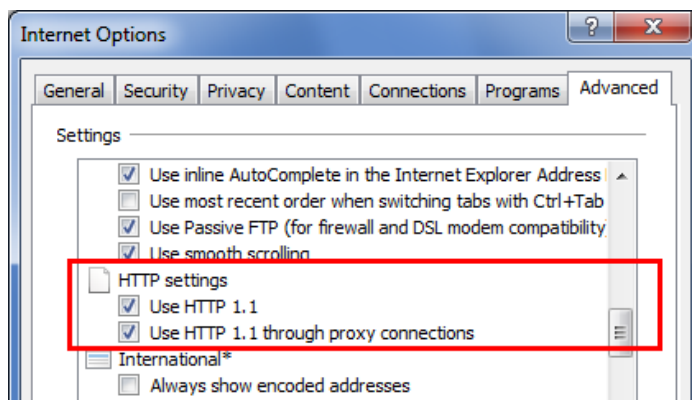 Internet Options
General Security Privacy Content Connections Programs Advanced
Settings
Use inline AutoComplete in the Internet Explorer Address
Use most recent order when switching tabs with Ctrl+Tab
Use Passive FTP (for firewall and DSL modem compatibility
Use smooth scrolling
HTTP settings
Use HTTP 1.1
Use HTTP 1.1 through proxy connections
International*
Always show encoded addresses